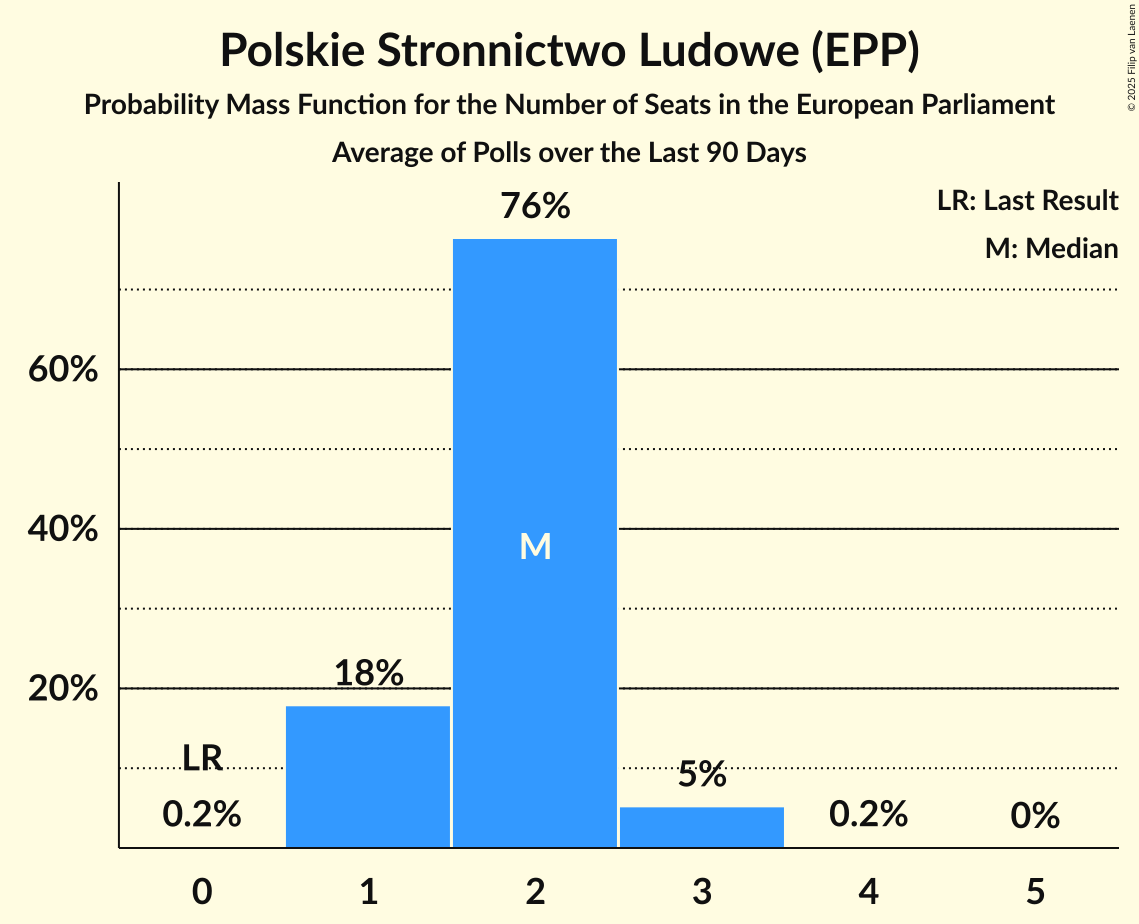 Polskie Stronnictwo Ludowe (EPP)
Probability Mass Function for the Number of Seats in the European Parliament
Average of Polls over the Last 90 Days
© 2025 Filip van Laenen
LR: Last Result
M: Median
76%
60%
40%
M
20%
18%
LR
5%
0.2%
0.2%
0%
0 1 2 3 4 5